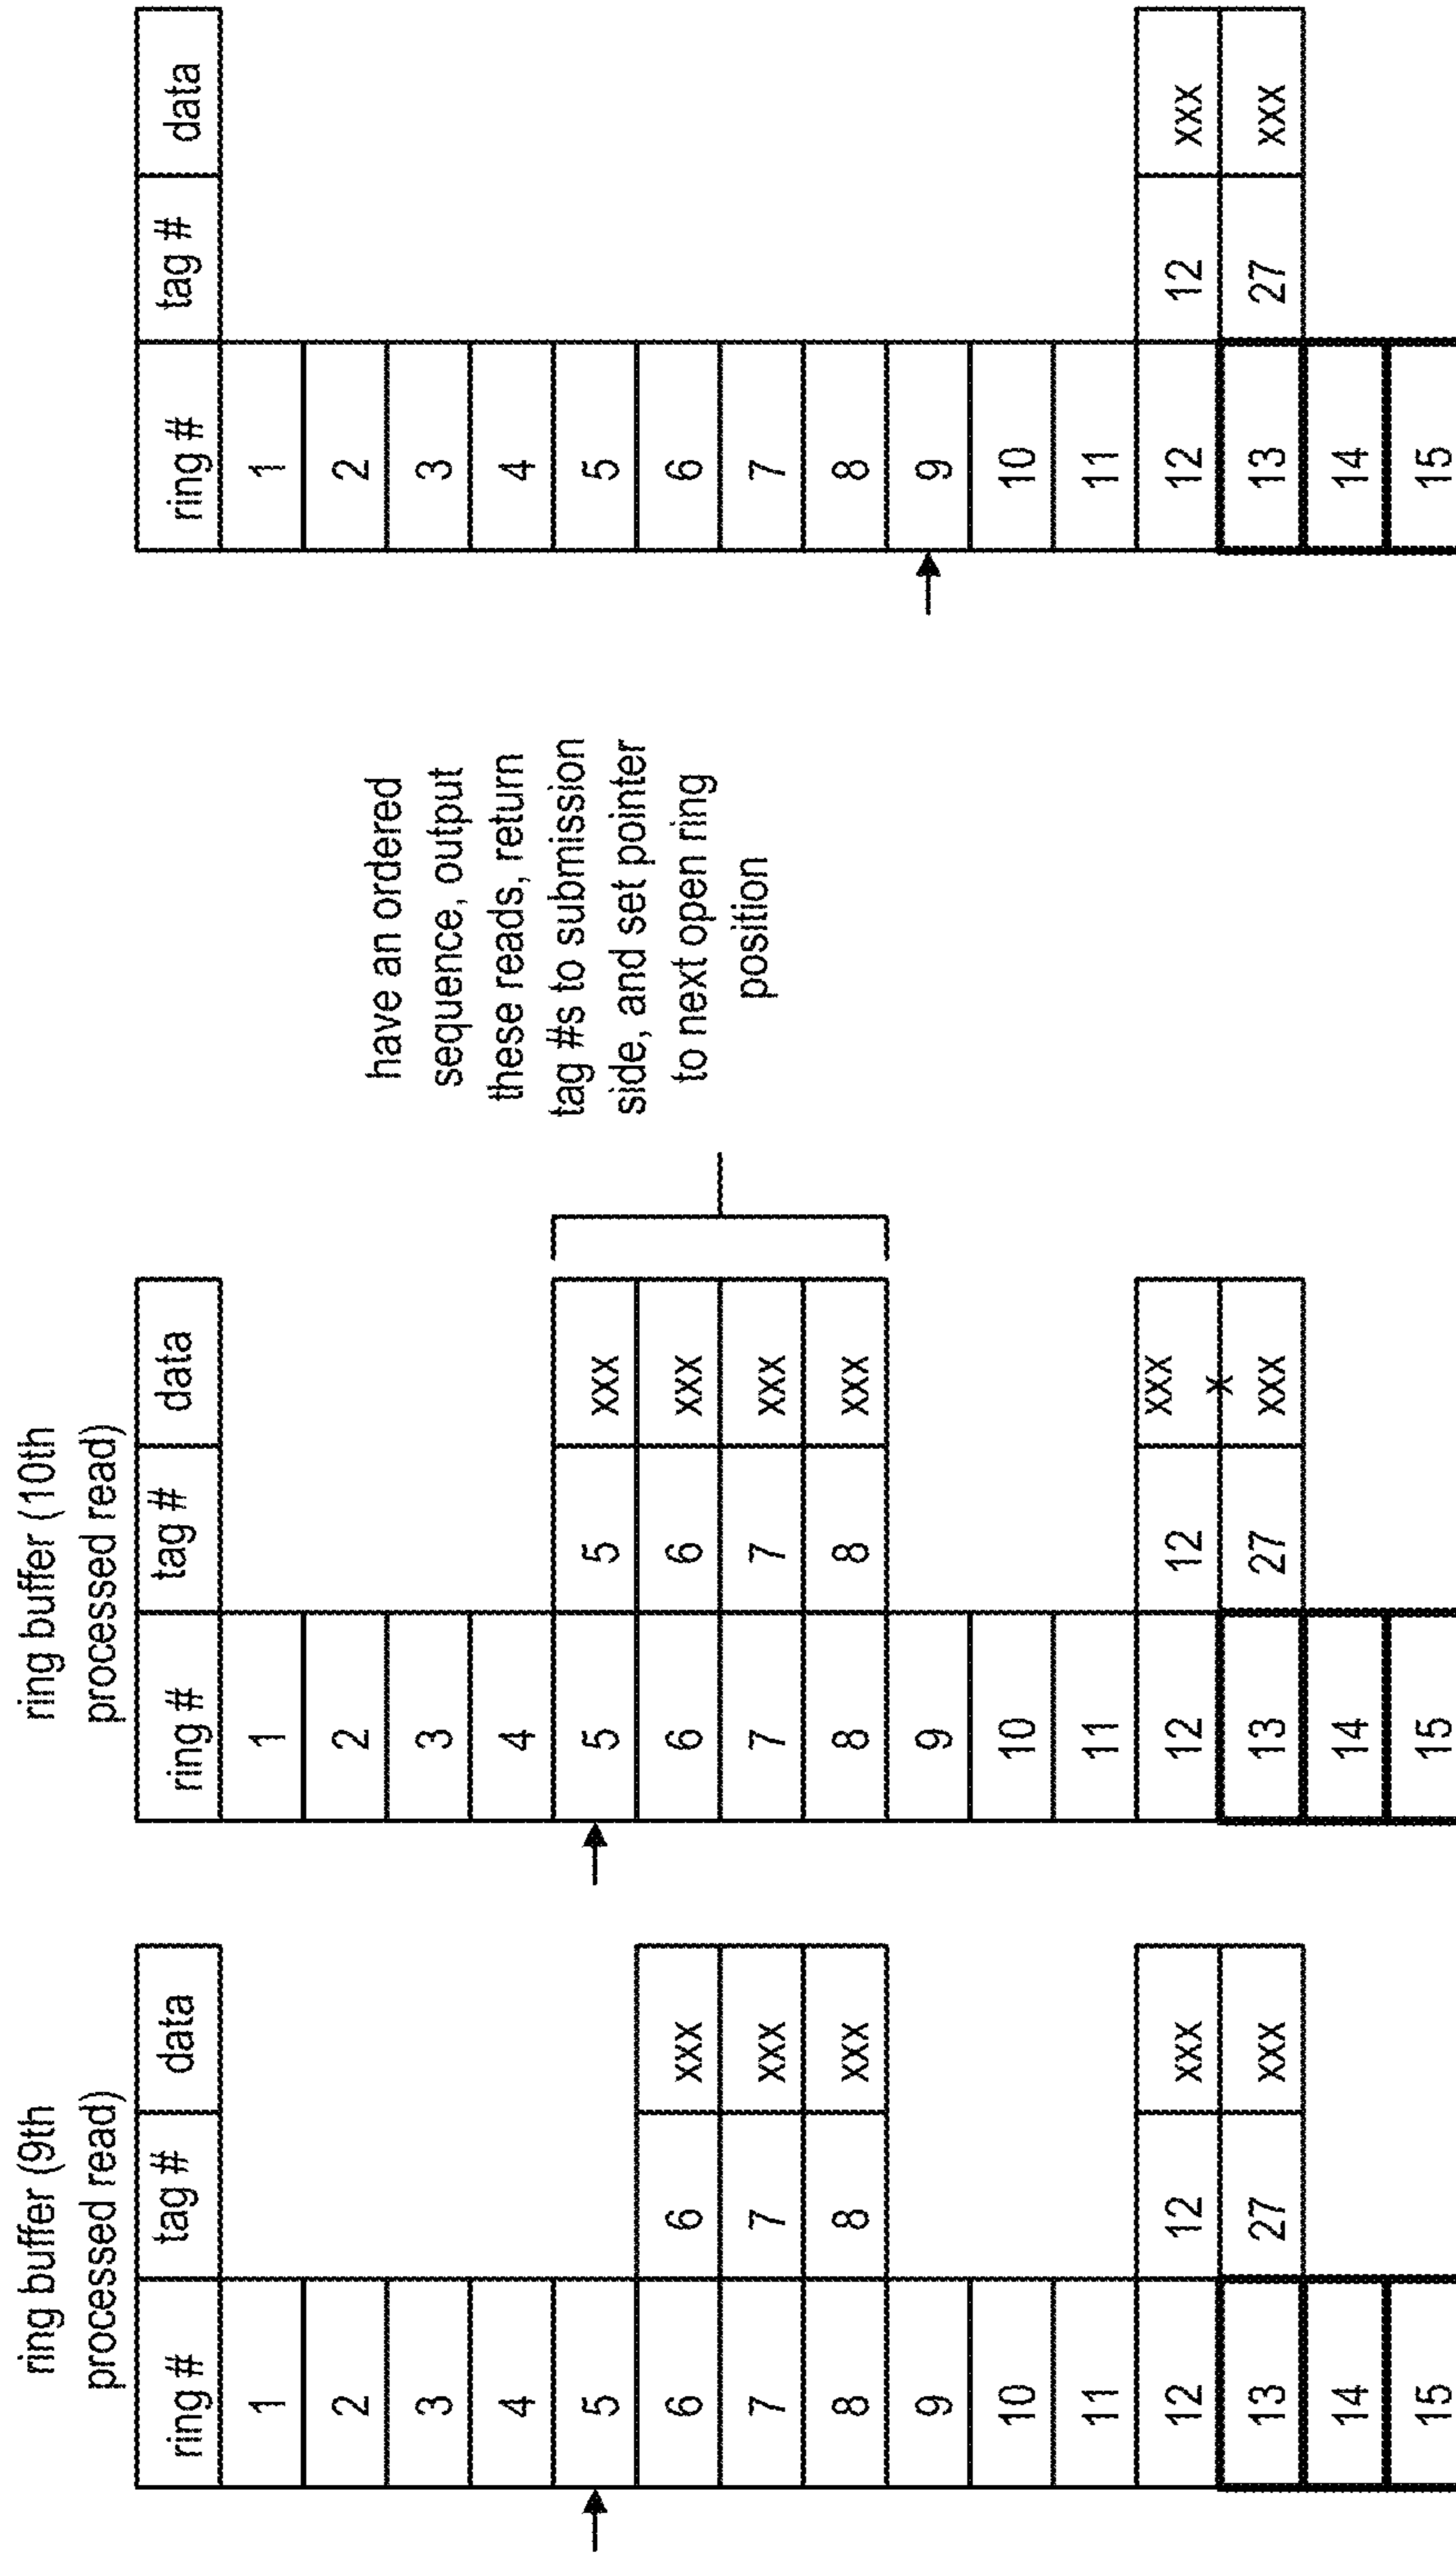 ring buffer (9th
processed read)
ring # tag # data
1
2
3
4
5
6 6 xxx
7 7 xxx
8 8 xxx
9
10
11
12 12 xxx
13 27 xxx
14
15
ring buffer (10th
processed read)
ring # tag # data
1
2
3
4
5 5 xxx
6 6 xxx
7 7 xxx
8 8 xxx
9
10
11
12 12 xxx
x
13 27 xxx
14
15
have an ordered
sequence, output
these reads, return
tag #s to submission
side, and set pointer
to next open ring
position
ring # tag # data
1
2
3
4
5
6
7
8
9
10
11
12 12 xxx
13 27 xxx
14
15